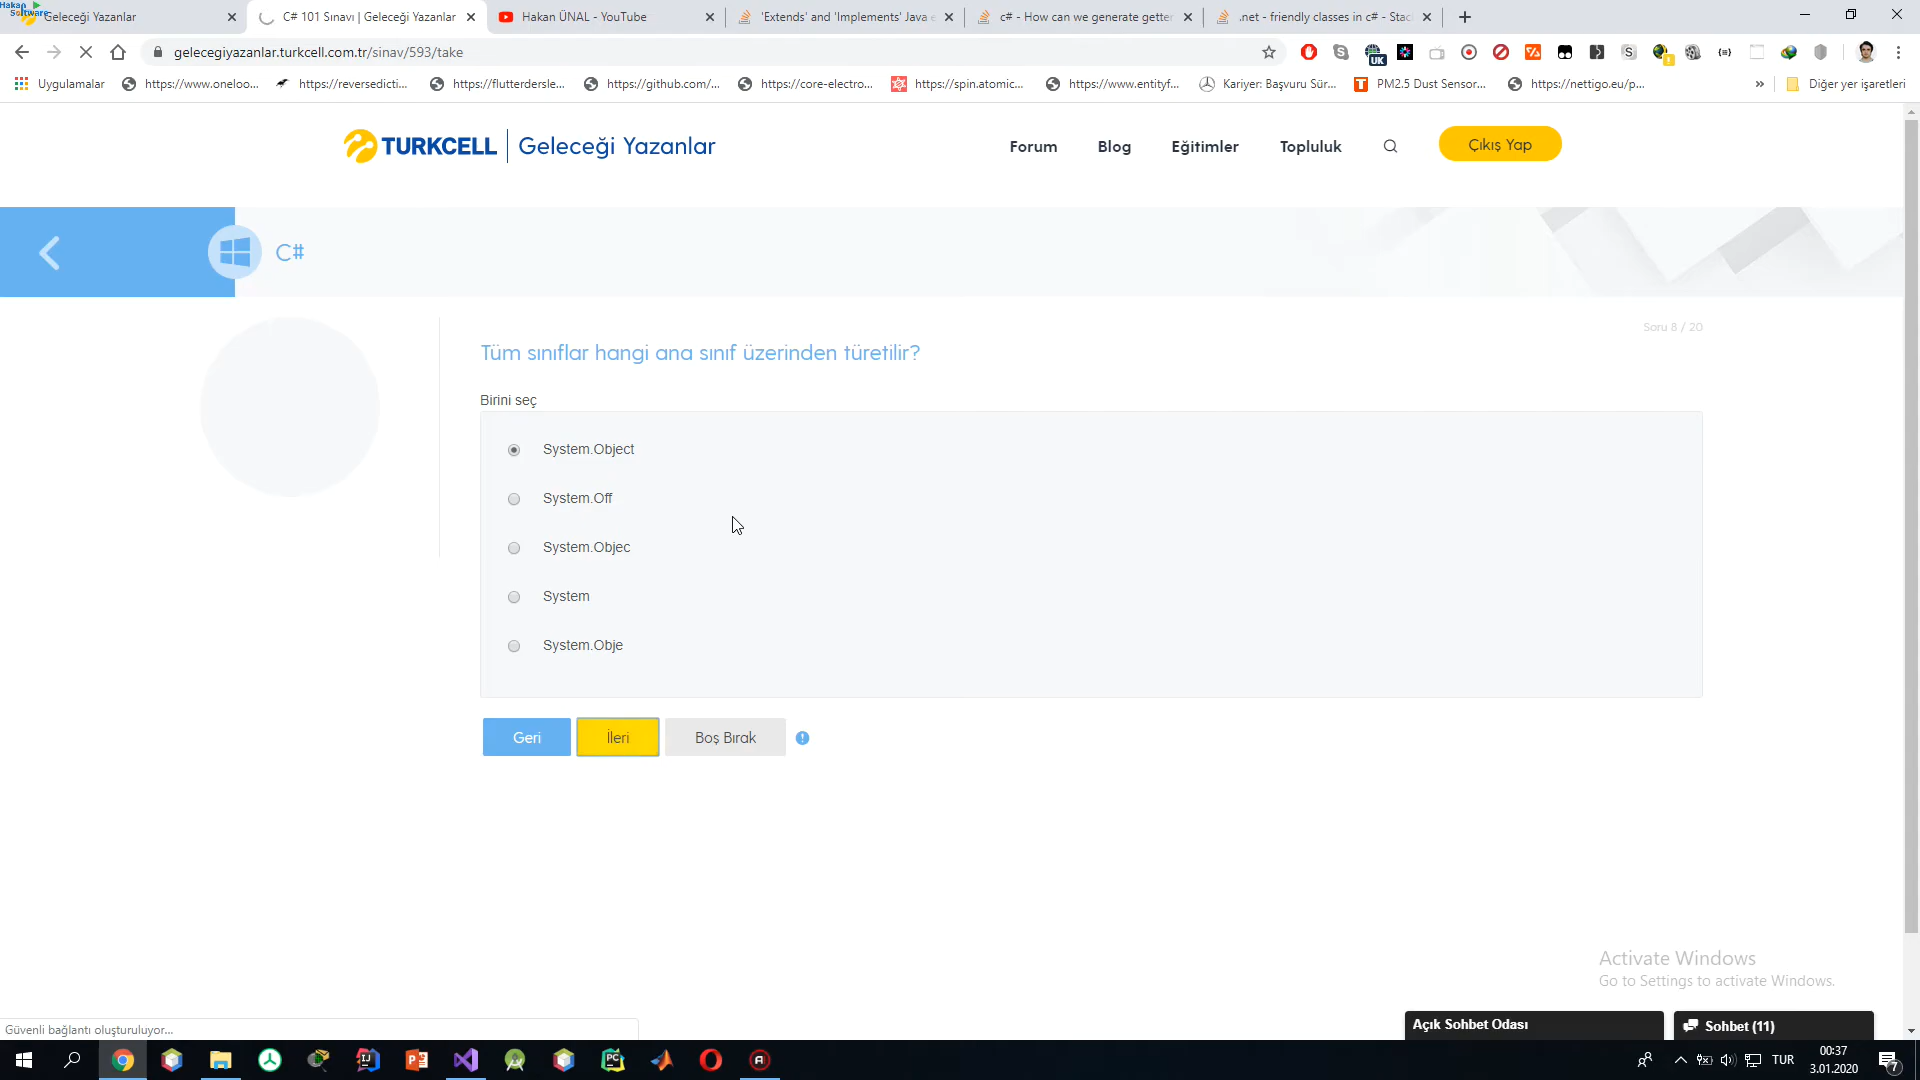 Hakan
Software
Geleceği Yazanlar
C# 101 Sınavı | Geleceği Yazanlar
Hakan ÜNAL - YouTube
'Extends' and 'Implements' Java e
c# - How can we generate getter
.net - friendly classes in c# - Stac
gelecegiyazanlar.turkcell.com.tr/sinav/593/take
UK
Uygulamalar
https://www.oneloo...
https://reversedicti...
https://flutterdersle...
https://github.com/...
https://core-electro...
https://spin.atomic...
https://www.entityf...
Kariyer: Başvuru Sür...
PM2.5 Dust Sensor...
https://nettigo.eu/p...
»
Diğer yer işaretleri
TURKCELL
Geleceği Yazanlar
Forum
Blog
Eğitimler
Topluluk
Çıkış Yap
C#
Soru 8 / 20
Tüm sınıflar hangi ana sınıf üzerinden türetilir?
Birini seç
System.Object
System.Off
System.Objec
System
System.Obje
Geri
İleri
Boş Bırak
Activate Windows
Go to Settings to activate Windows.
Güvenli bağlantı oluşturuluyor...
Açık Sohbet Odası
Sohbet (11)
TUR
00:37
3.01.2020
7